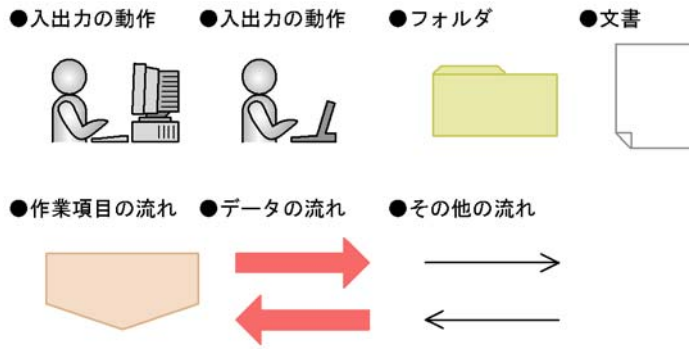 ●入出力の動作
●入出力の動作
●フォルダ
●文書
●作業項目の流れ
●データの流れ
●その他の流れ